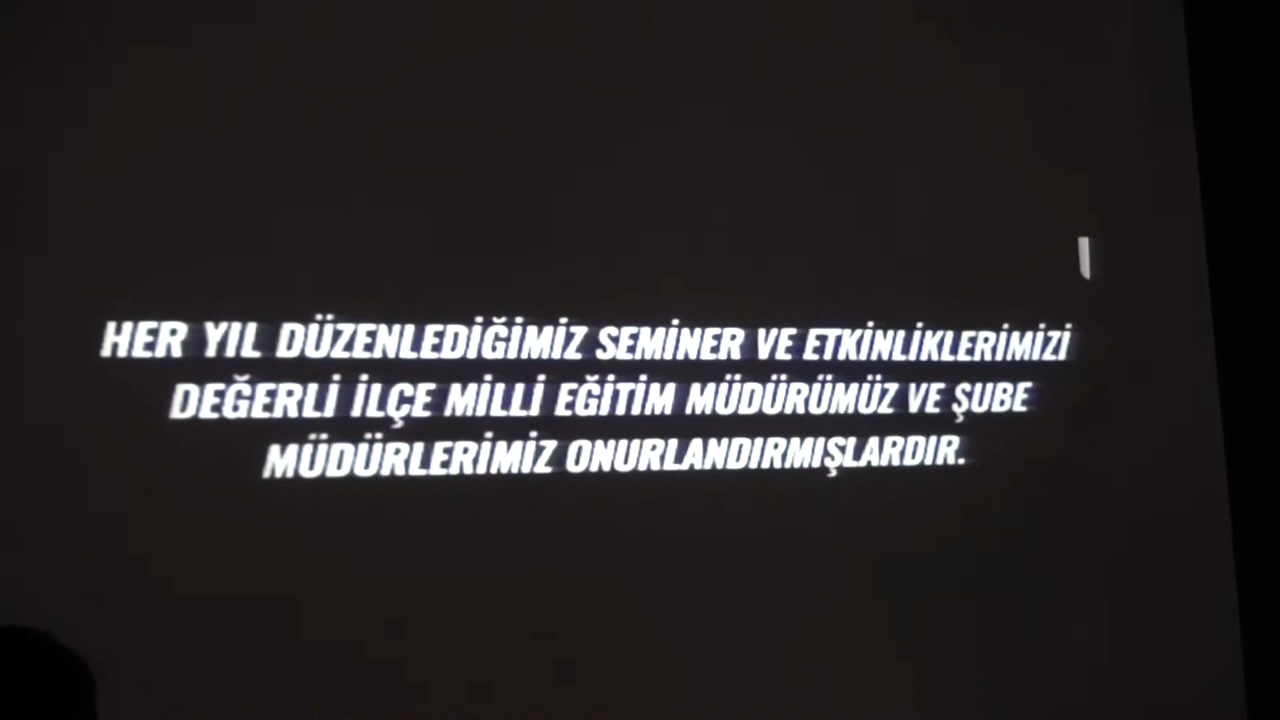 HER YIL DÜZENLEDİĞİMİZ SEMİNER VE ETKİNLİKLERİMİZİ
DEĞERLİ İLÇE MİLLİ EĞİTİM MÜDÜRÜMÜZ VE ŞUBE
MÜDÜRLERİMİZ ONURLANDIRMIŞLARDIR.